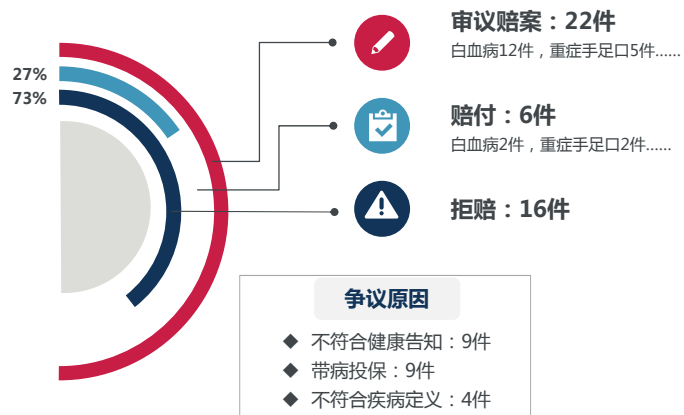 审议赔案：22件
白血病12件，重症手足口5件......
27%
73%
赔付：6件
白血病2件，重症手足口2件......
拒赔：16件
争议原因
◆ 不符合健康告知：9件
◆ 带病投保：9件
◆ 不符合疾病定义：4件